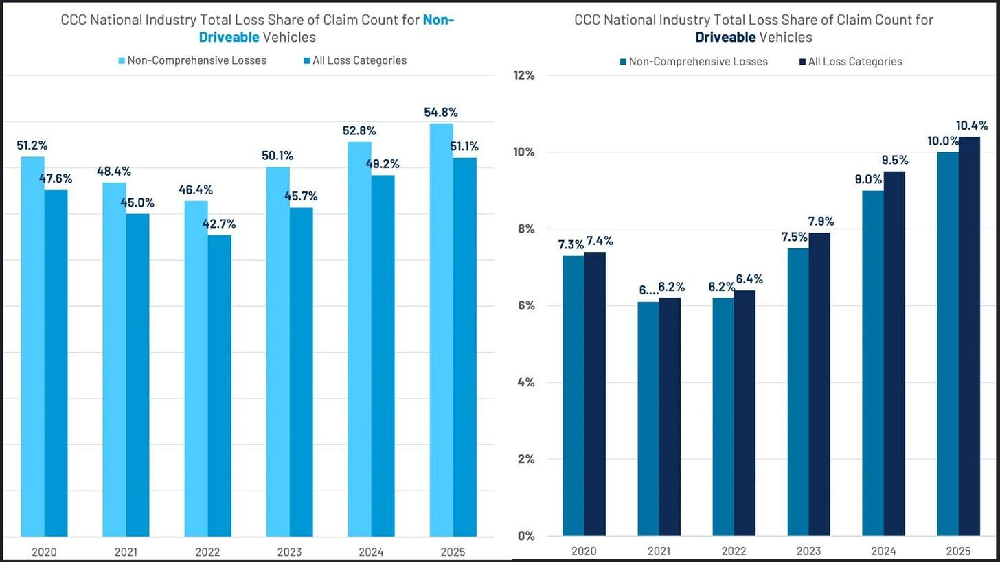 CCC National Industry Total Loss Share of Claim Count for Non-
Driveable Vehicles
Non-Comprehensive Losses All Loss Categories
54.8%
52.8%
51.2% 51.1%
50.1%
49.2%
48.4%
47.6%
46.4%
45.7%
45.0%
42.7%
2020 2021 2022 2023 2024 2025
CCC National Industry Total Loss Share of Claim Count for
Driveable Vehicles
Non-Comprehensive Losses All Loss Categories
12%
10.4%
10.0%
10%
9.5%
9.0%
8%
7.9%
7.5%
7.3% 7.4%
6.4%
6.... 6.2% 6.2%
6%
4%
2%
0%
2020 2021 2022 2023 2024 2025